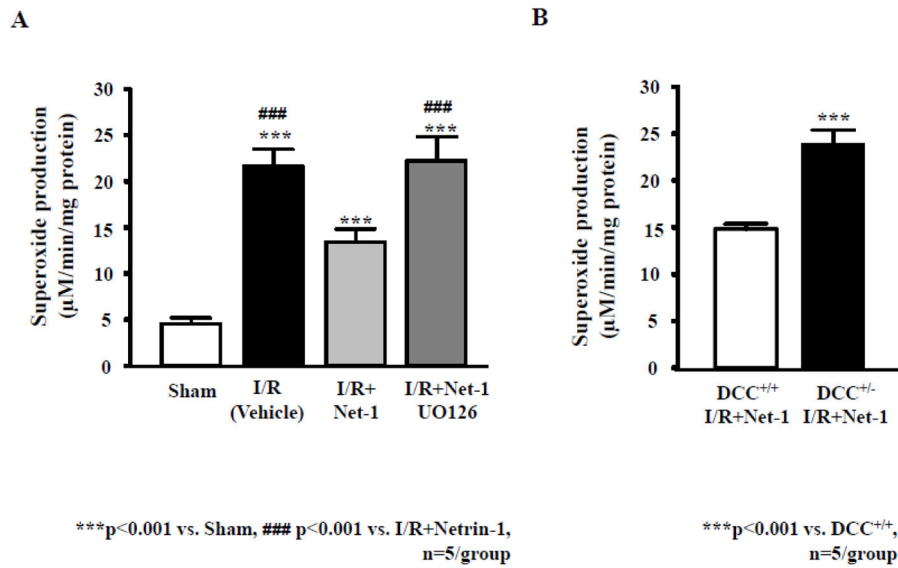 A
Superoxide production
(µM/min/mg protein)
30
25
20
15
10
5
0
###
***
***
###
***
Sham
I/R
(Vehicle)
I/R+
Net-1
I/R+Net-1
UO126
***p<0.001 vs. Sham, ### p<0.001 vs. I/R+Netrin-1,
n=5/group
B
Superoxide production
(µM/min/mg protein)
30
25
20
15
10
5
0
***
DCC+/+
I/R+Net-1
DCC+/-
I/R+Net-1
***p<0.001 vs. DCC+/+,
n=5/group